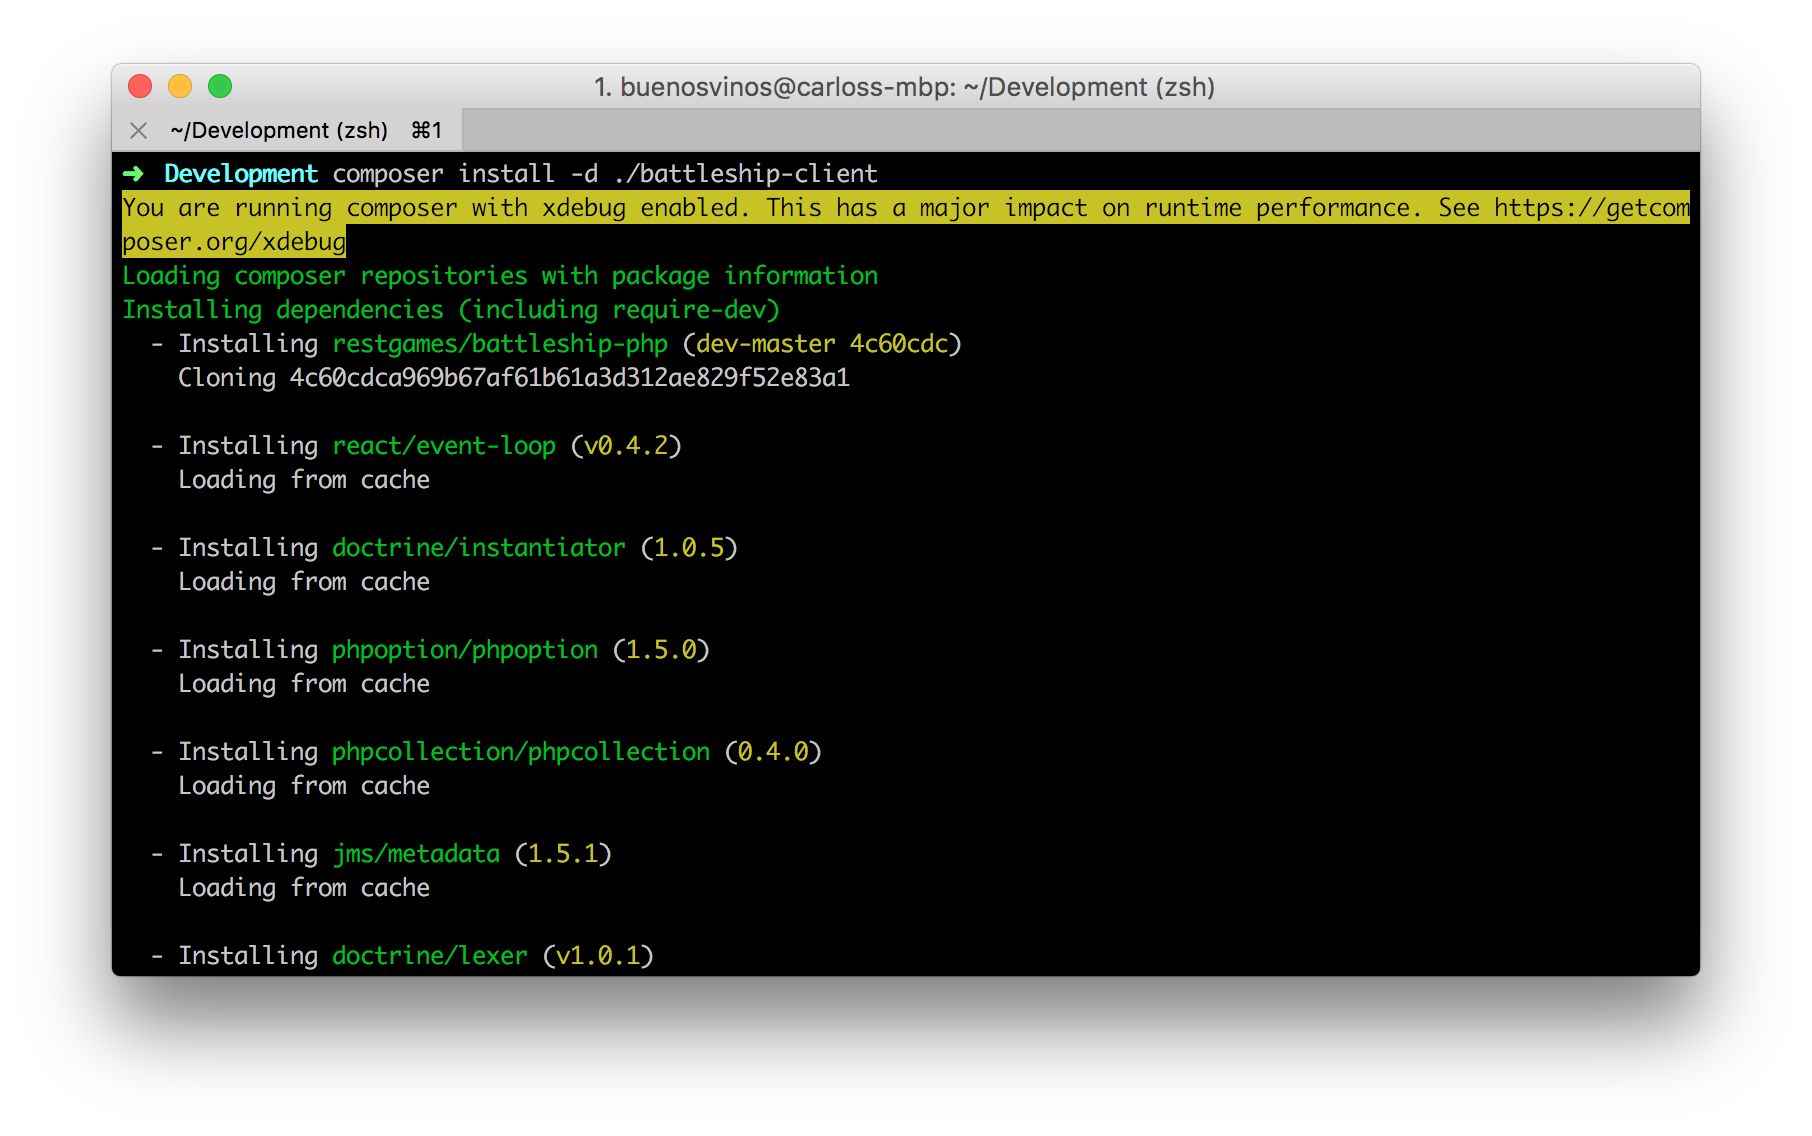 1. buenosvinos@carloss-mbp: ~/Development (zsh)
~/Development (zsh) ⌘1
➜ Development composer install -d ./battleship-client
You are running composer with xdebug enabled. This has a major impact on runtime performance. See https://getcom
poser.org/xdebug
Loading composer repositories with package information
Installing dependencies (including require-dev)
- Installing restgames/battleship-php (dev-master 4c60cdc)
Cloning 4c60cdca969b67af61b61a3d312ae829f52e83a1
- Installing react/event-loop (v0.4.2)
Loading from cache
- Installing doctrine/instantiator (1.0.5)
Loading from cache
- Installing phpoption/phpoption (1.5.0)
Loading from cache
- Installing phpcollection/phpcollection (0.4.0)
Loading from cache
- Installing jms/metadata (1.5.1)
Loading from cache
- Installing doctrine/lexer (v1.0.1)